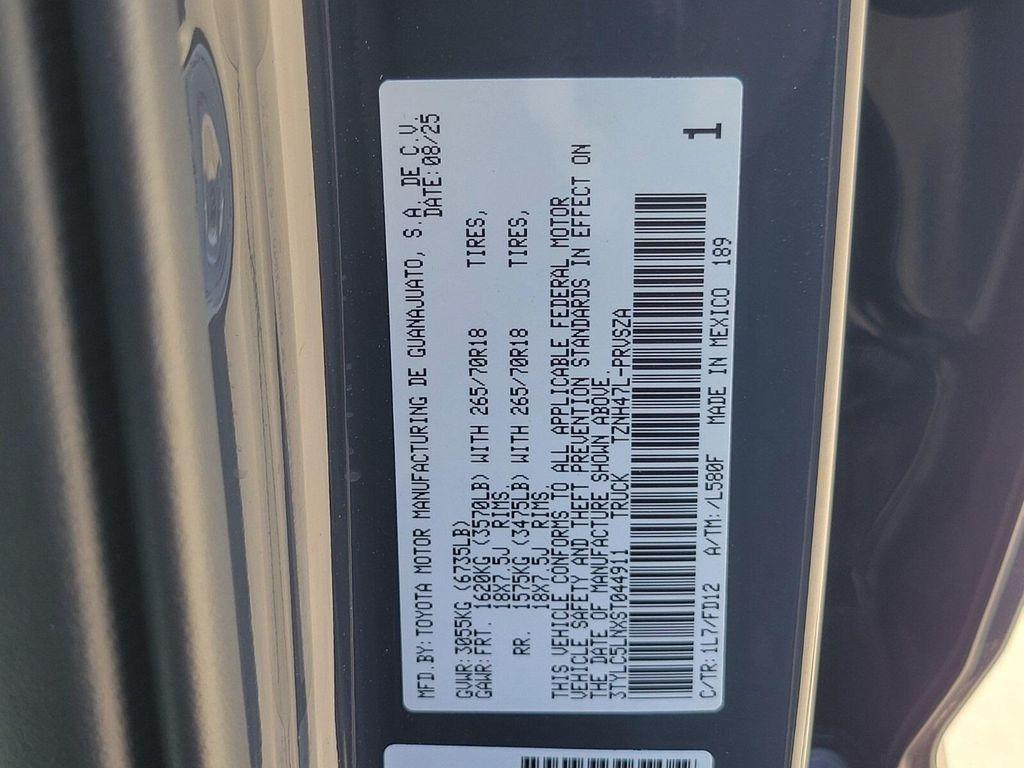 MFD.BY:TOYOTA MOTOR MANUFACTURING DE GUANAJUATO, S.A. DE C.V.
DATE:08/25
GVWR:3055KG (6735LB)
GAWR:FRT. 1620KG (3570LB) WITH 265/70R18 TIRES,
18X7.5J RIMS.
RR. 1575KG (3475LB) WITH 265/70R18 TIRES,
18X7.5J RIMS.
THIS VEHICLE CONFORMS TO ALL APPLICABLE FEDERAL MOTOR
VEHICLE SAFETY AND THEFT PREVENTION STANDARDS IN EFFECT ON
THE DATE OF MANUFACTURE SHOWN ABOVE.
3TYLC5LNXST044911 TRUCK TZNH47L-PRVSZA
1
C/TR:1L7/FD12 A/TM:/L580F MADE IN MEXICO 189